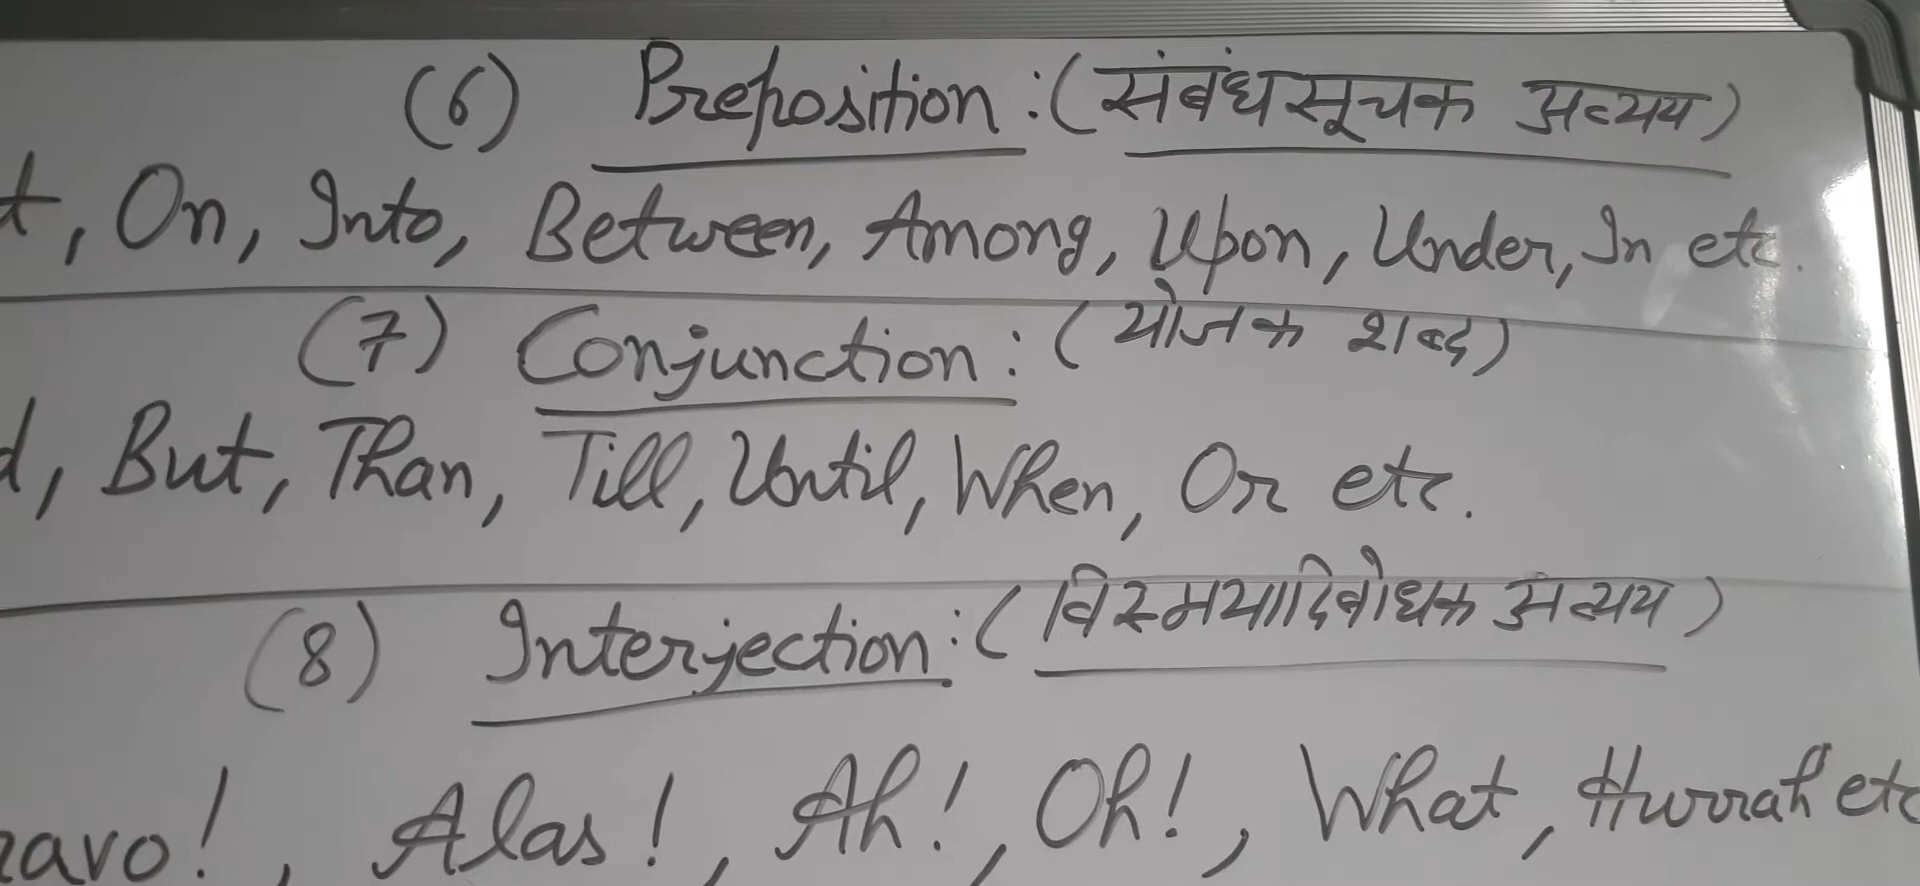 (6) Preposition : (संबंधसूचक अव्यय)
t, On, Into, Between, Among, Upon, Under, In etc.
(7) Conjunction : (योजक शब्द)
d, But, Than, Till, Until, When, Or etc.
(8) Interjection : (विस्मयादिबोधक अव्यय)
ravo!, Alas!, Ah!, Oh!, What, Hurrah etc